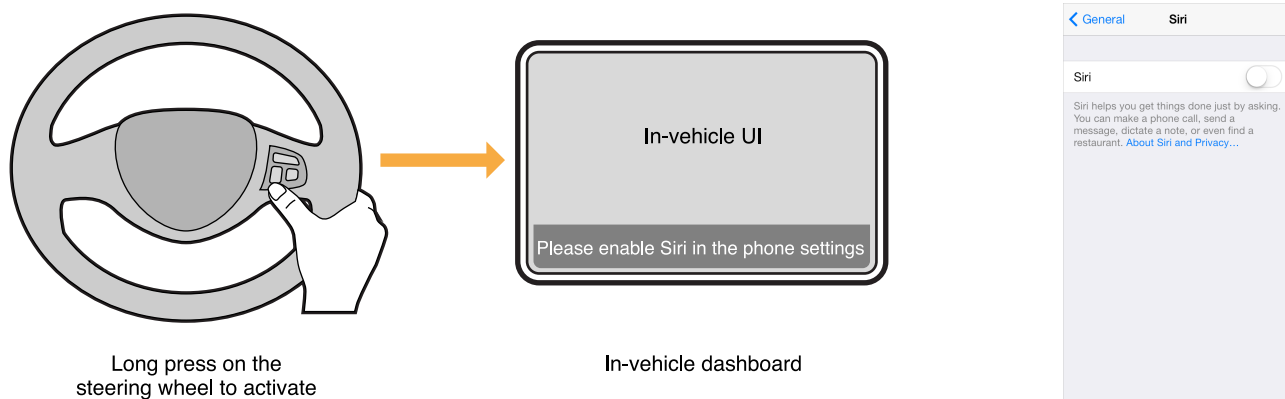 In-vehicle UI
Please enable Siri in the phone settings
Long press on the
steering wheel to activate
In-vehicle dashboard
General
Siri
Siri
Siri helps you get things done just by asking.
You can make a phone call, send a
message, dictate a note, or even find a
restaurant. About Siri and Privacy…